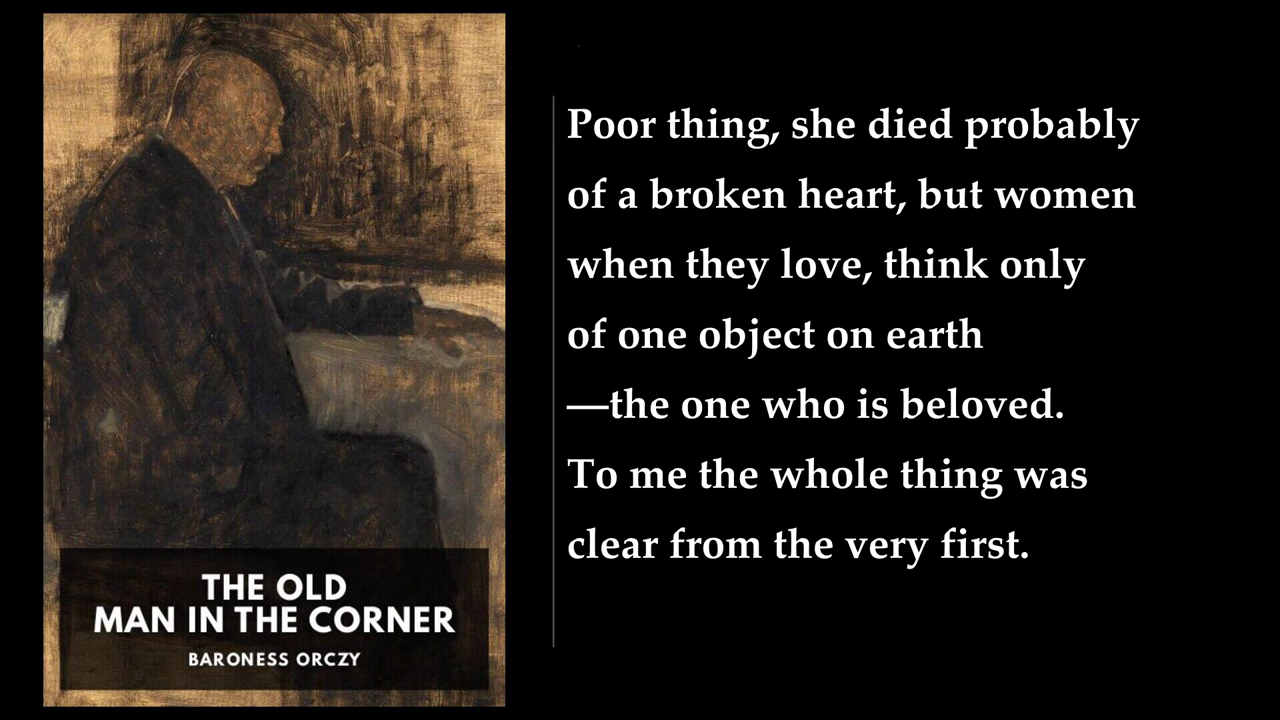 THE OLD
MAN IN THE CORNER
BARONESS ORCZY
Poor thing, she died probably
of a broken heart, but women
when they love, think only
of one object on earth
—the one who is beloved.
To me the whole thing was
clear from the very first.